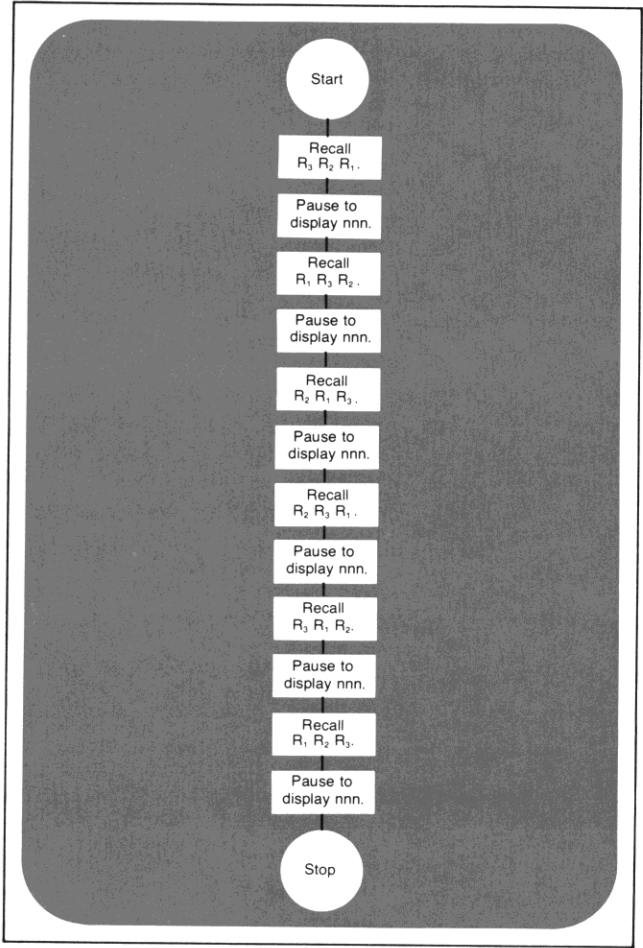 Start
Recall
R₃ R₂ R₁.
Pause to
display nnn.
Recall
R₁ R₃ R₂.
Pause to
display nnn.
Recall
R₂ R₁ R₃.
Pause to
display nnn.
Recall
R₂ R₃ R₁.
Pause to
display nnn.
Recall
R₃ R₁ R₂.
Pause to
display nnn.
Recall
R₁ R₂ R₃.
Pause to
display nnn.
Stop